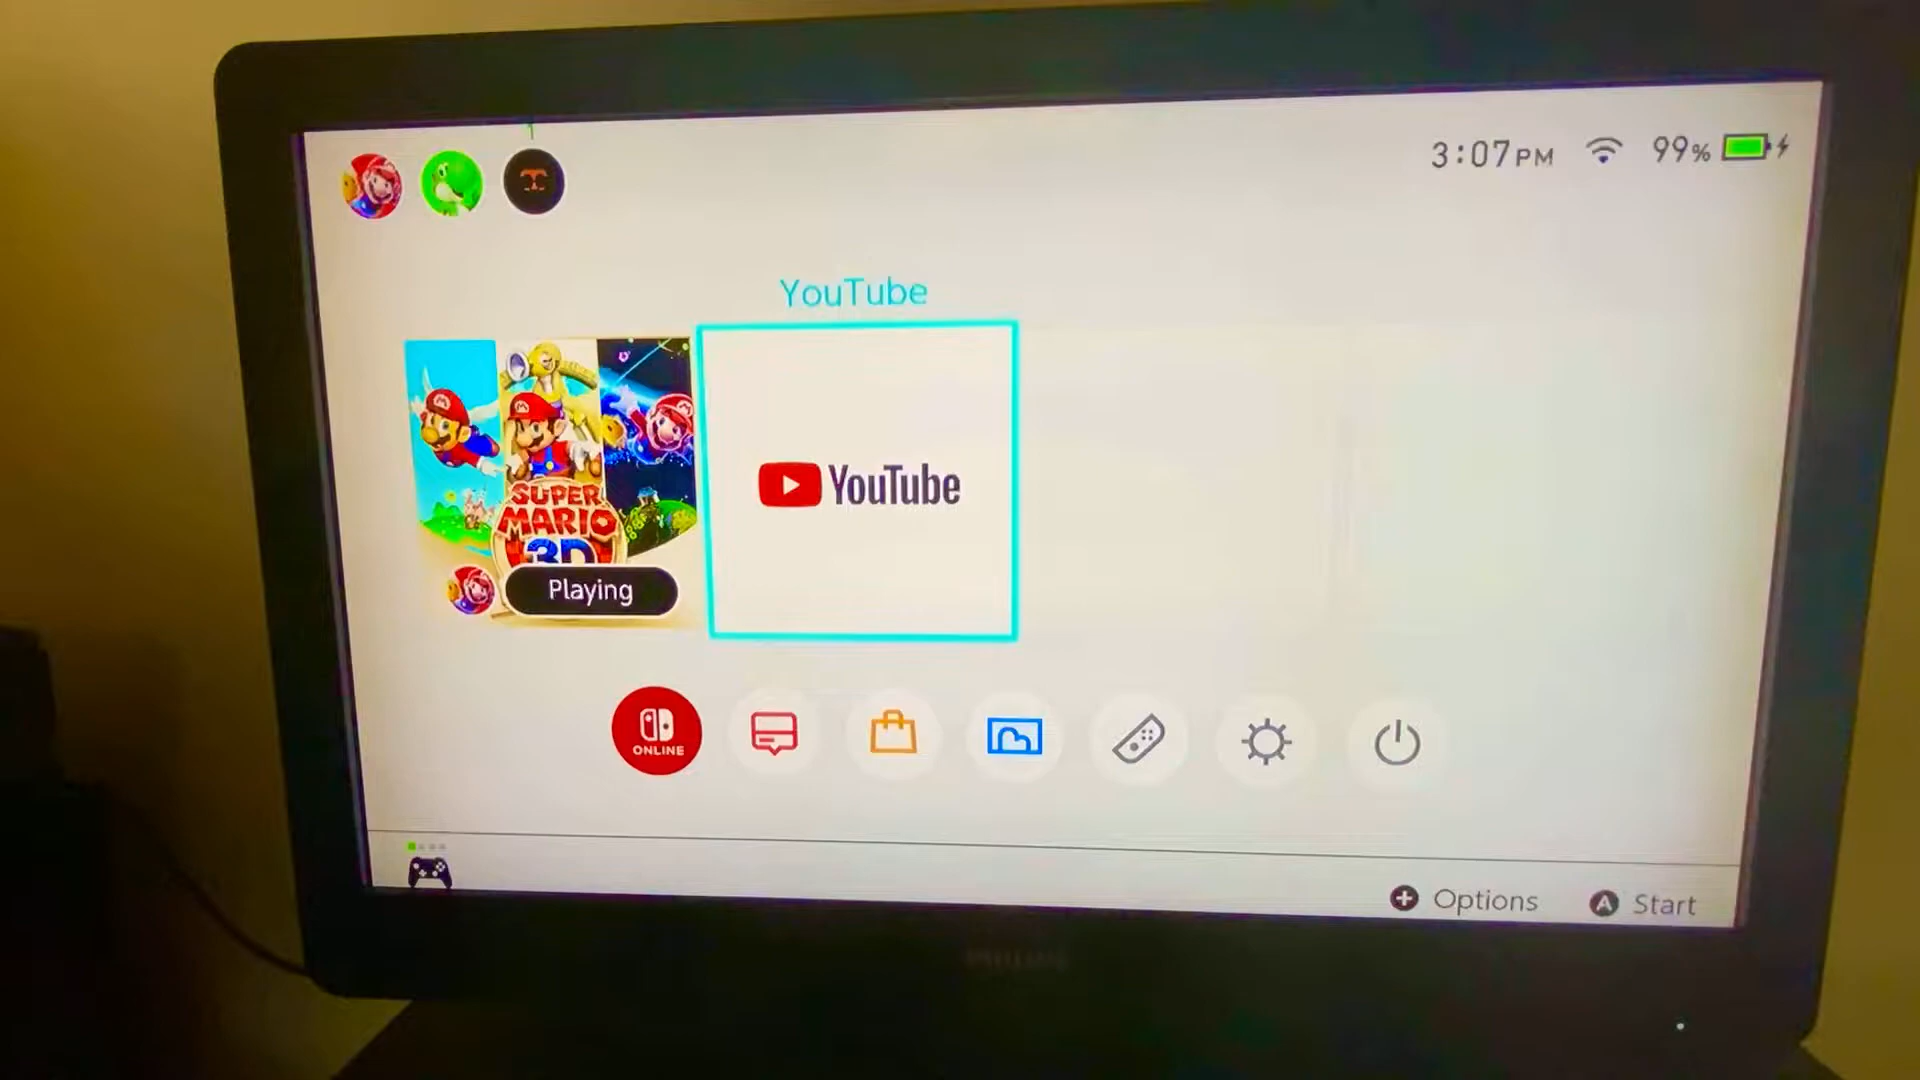 3:07PM 99%
YouTube
SUPER
MARIO
3D
YouTube
Playing
ONLINE
Options
A Start